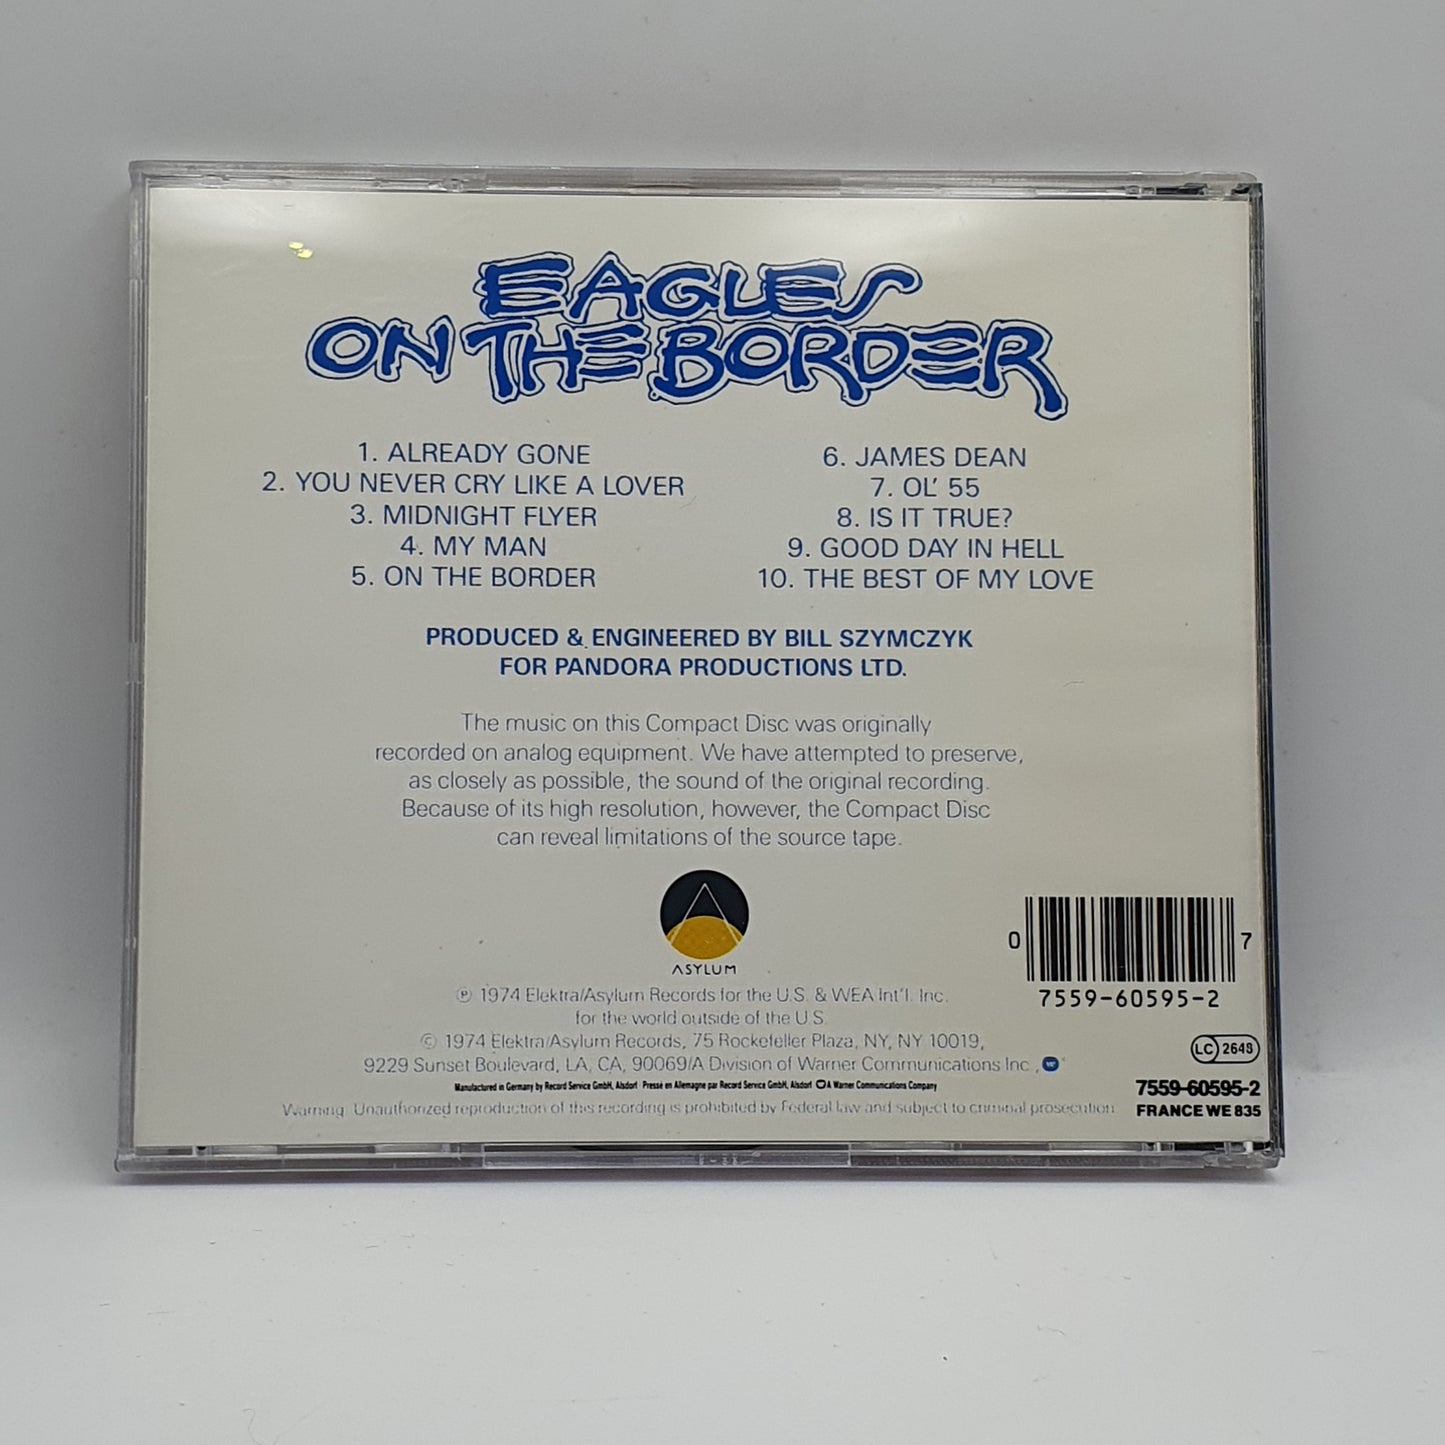 EAGLES
ON THE BORDER
1. ALREADY GONE
2. YOU NEVER CRY LIKE A LOVER
3. MIDNIGHT FLYER
4. MY MAN
5. ON THE BORDER
6. JAMES DEAN
7. OL' 55
8. IS IT TRUE?
9. GOOD DAY IN HELL
10. THE BEST OF MY LOVE
PRODUCED & ENGINEERED BY BILL SZYMCZYK
FOR PANDORA PRODUCTIONS LTD.
The music on this Compact Disc was originally
recorded on analog equipment. We have attempted to preserve,
as closely as possible, the sound of the original recording.
Because of its high resolution, however, the Compact Disc
can reveal limitations of the source tape.
ASYLUM
0 7
7559-60595-2
℗ 1974 Elektra/Asylum Records for the U.S. & WEA Int'l. Inc.
for the world outside of the U.S.
© 1974 Elektra/Asylum Records, 75 Rockefeller Plaza, NY, NY 10019,
9229 Sunset Boulevard, LA, CA, 90069/A Division of Warner Communications Inc.,
Manufactured in Germany by Record Service GmbH, Alsdorf · Pressé en Allemagne par Record Service GmbH, Alsdorf A Warner Communications Company
Warning: Unauthorized reproduction of this recording is prohibited by Federal law and subject to criminal prosecution.
LC 2649
7559-60595-2
FRANCE WE 835